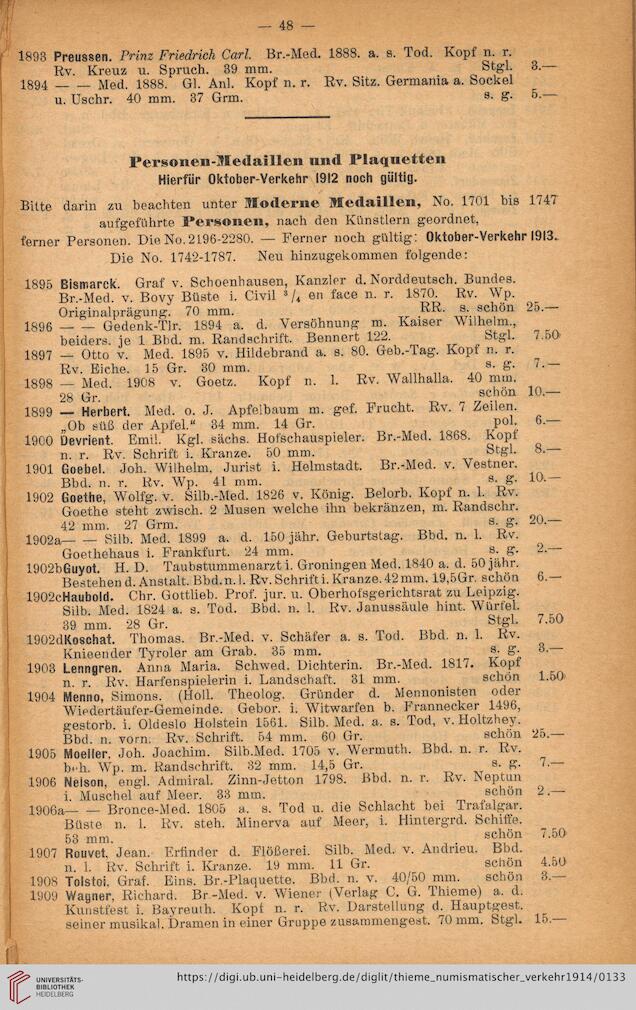 — 48 —
1893 Preussen. Prinz Friedrich Carl. Br.-Med. 1888. a. s. Tod. Kopf n. r.
Rv. Kreuz u. Spruch. 39 mm. Stgl. 3.—
1894 — — Med. 1888. Gl. Anl. Kopf n. r. Rv. Sitz. Germania a. Sockel
u. Uschr. 40 mm. 37 Grm. s. g. 5.—
Personen-Medaillen und Plaquetten
Hierfür Oktober-Verkehr 1912 noch gültig.
Bitte darin zu beachten unter Moderne Medaillen, No. 1701 bis 1747
aufgeführte Personen, nach den Künstlern geordnet,
ferner Personen. Die No. 2196-2280. — Ferner noch gültig: Oktober-Verkehr 1913.
Die No. 1742-1787. Neu hinzugekommen folgende:
1895 Bismarck. Graf v. Schoenhausen, Kanzler d. Norddeutsch. Bundes.
Br.-Med. v. Bovy Büste i. Civil 3/4 en face n. r. 1870. Rv. Wp.
Originalprägung. 70 mm. RR. s. schön 25.—
1896 — — Gedenk-Tlr. 1894 a. d. Versöhnung m. Kaiser Wilhelm.,
beiders. je 1 Bbd. m. Randschrift. Bennert 122. Stgl. 7.50
1897 — Otto v. Med. 1895 v. Hildebrand a. s. 80. Geb.-Tag. Kopf n. r.
Rv. Eiche. 15 Gr. 30 mm. s. g. 7.—
1898 — Med. 1908 v. Goetz. Kopf n. l. Rv. Wallhalla. 40 mm.
28 Gr. schön 10.—
1899 — Herbert. Med. o. J. Apfelbaum m. gef. Frucht. Rv. 7 Zeilen.
„Ob süß der Apfel." 34 mm. 14 Gr. pol. 6.—
1900 Devrient. Emil. Kgl. sächs. Hofschauspieler. Br.-Med. 1868. Kopf
n. r. Rv. Schrift i. Kranze. 50 mm. Stgl. 8.—
1901 Goebel. Joh. Wilhelm, Jurist i. Helmstadt. Br.-Med. v. Vestner.
Bbd. n. r. Rv. Wp. 41 mm. s. g. 10.—
1902 Goethe, Wolfg. v. Silb.-Med. 1826 v. König. Belorb. Kopf n. l. Rv.
Goethe steht zwisch. 2 Musen welche ihn bekränzen, m. Randschr.
42 mm. 27 Grm. s. g. 20.—
1902a— — Silb. Med. 1899 a. d. 150 jähr. Geburtstag. Bbd. n. l. Rv.
Goethehaus i. Frankfurt. 24 mm. s. g. 2.—
1902b Guyot. H. D. Taubstummenarzt i. Groningen Med. 1840 a. d. 50 jähr.
Bestehen d. Anstalt. Bbd. n. l. Rv. Schrift i. Kranze. 42 mm. 19,5 Gr. schön 6.—
1902c Haubold. Chr. Gottlieb. Prof. jur. u. Oberhofsgerichtsrat zu Leipzig.
Silb. Med. 1824 a. s. Tod. Bbd. n. l. Rv. Janussäule hint. Würfel.
39 mm. 28 Gr. Stgl. 7.50
1902d Koschat. Thomas. Br.-Med. v. Schäfer a. s. Tod. Bbd. n. l. Rv.
Knieender Tyroler am Grab. 35 mm. s. g. 3.—
1903 Lenngren. Anna Maria. Schwed. Dichterin. Br.-Med. 1817. Kopf
n. r. Rv. Harfenspielerin i. Landschaft. 31 mm. schön 1.50
1904 Menno, Simons. (Holl. Theolog. Gründer d. Mennonisten oder
Wiedertäufer-Gemeinde. Gebor. i. Witwarfen b. Frannecker 1496,
gestorb. i. Oldeslo Holstein 1561. Silb. Med. a. s. Tod, v. Holtzhey.
Bbd. n. vorn. Rv. Schrift. 54 mm. 60 Gr. schön 25.—
1905 Moeller. Joh. Joachim. Silb.Med. 1705 v. Wermuth. Bbd. n. r. Rv.
beh. Wp. m. Randschrift. 32 mm. 14,5 Gr. s. g. 7.—
1906 Nelson, engl. Admiral. Zinn-Jetton 1798. Bbd. n. r. Rv. Neptun
i. Muschel auf Meer. 33 mm. schön 2.—
1906a— — Bronce-Med. 1805 a. s. Tod u. die Schlacht bei Trafalgar.
Büste n. l. Rv. steh. Minerva auf Meer, i. Hintergrd. Schiffe.
53 mm. schön 7.50
1907 Rouvet, Jean. Erfinder d. Flößerei. Silb. Med. v. Andrieu. Bbd.
n. l. Rv. Schrift i. Kranze. 19 mm. 11 Gr. schön 4.50
1908 Tolstoi, Graf. Eins. Br.-Plaquette. Bbd. n. v. 40/50 mm. schön 3.—
1909 Wagner, Richard. Br.-Med. v. Wiener (Verlag C. G. Thieme) a. d.
Kunstfest i. Bayreuth. Kopf n. r. Rv. Darstellung d. Hauptgest.
seiner musikal. Dramen in einer Gruppe zusammengest. 70 mm. Stgl. 15.—
UNIVERSITÄTS-
BIBLIOTHEK
HEIDELBERG
https://digi.ub.uni-heidelberg.de/diglit/thieme_numismatischer_verkehr1914/0133